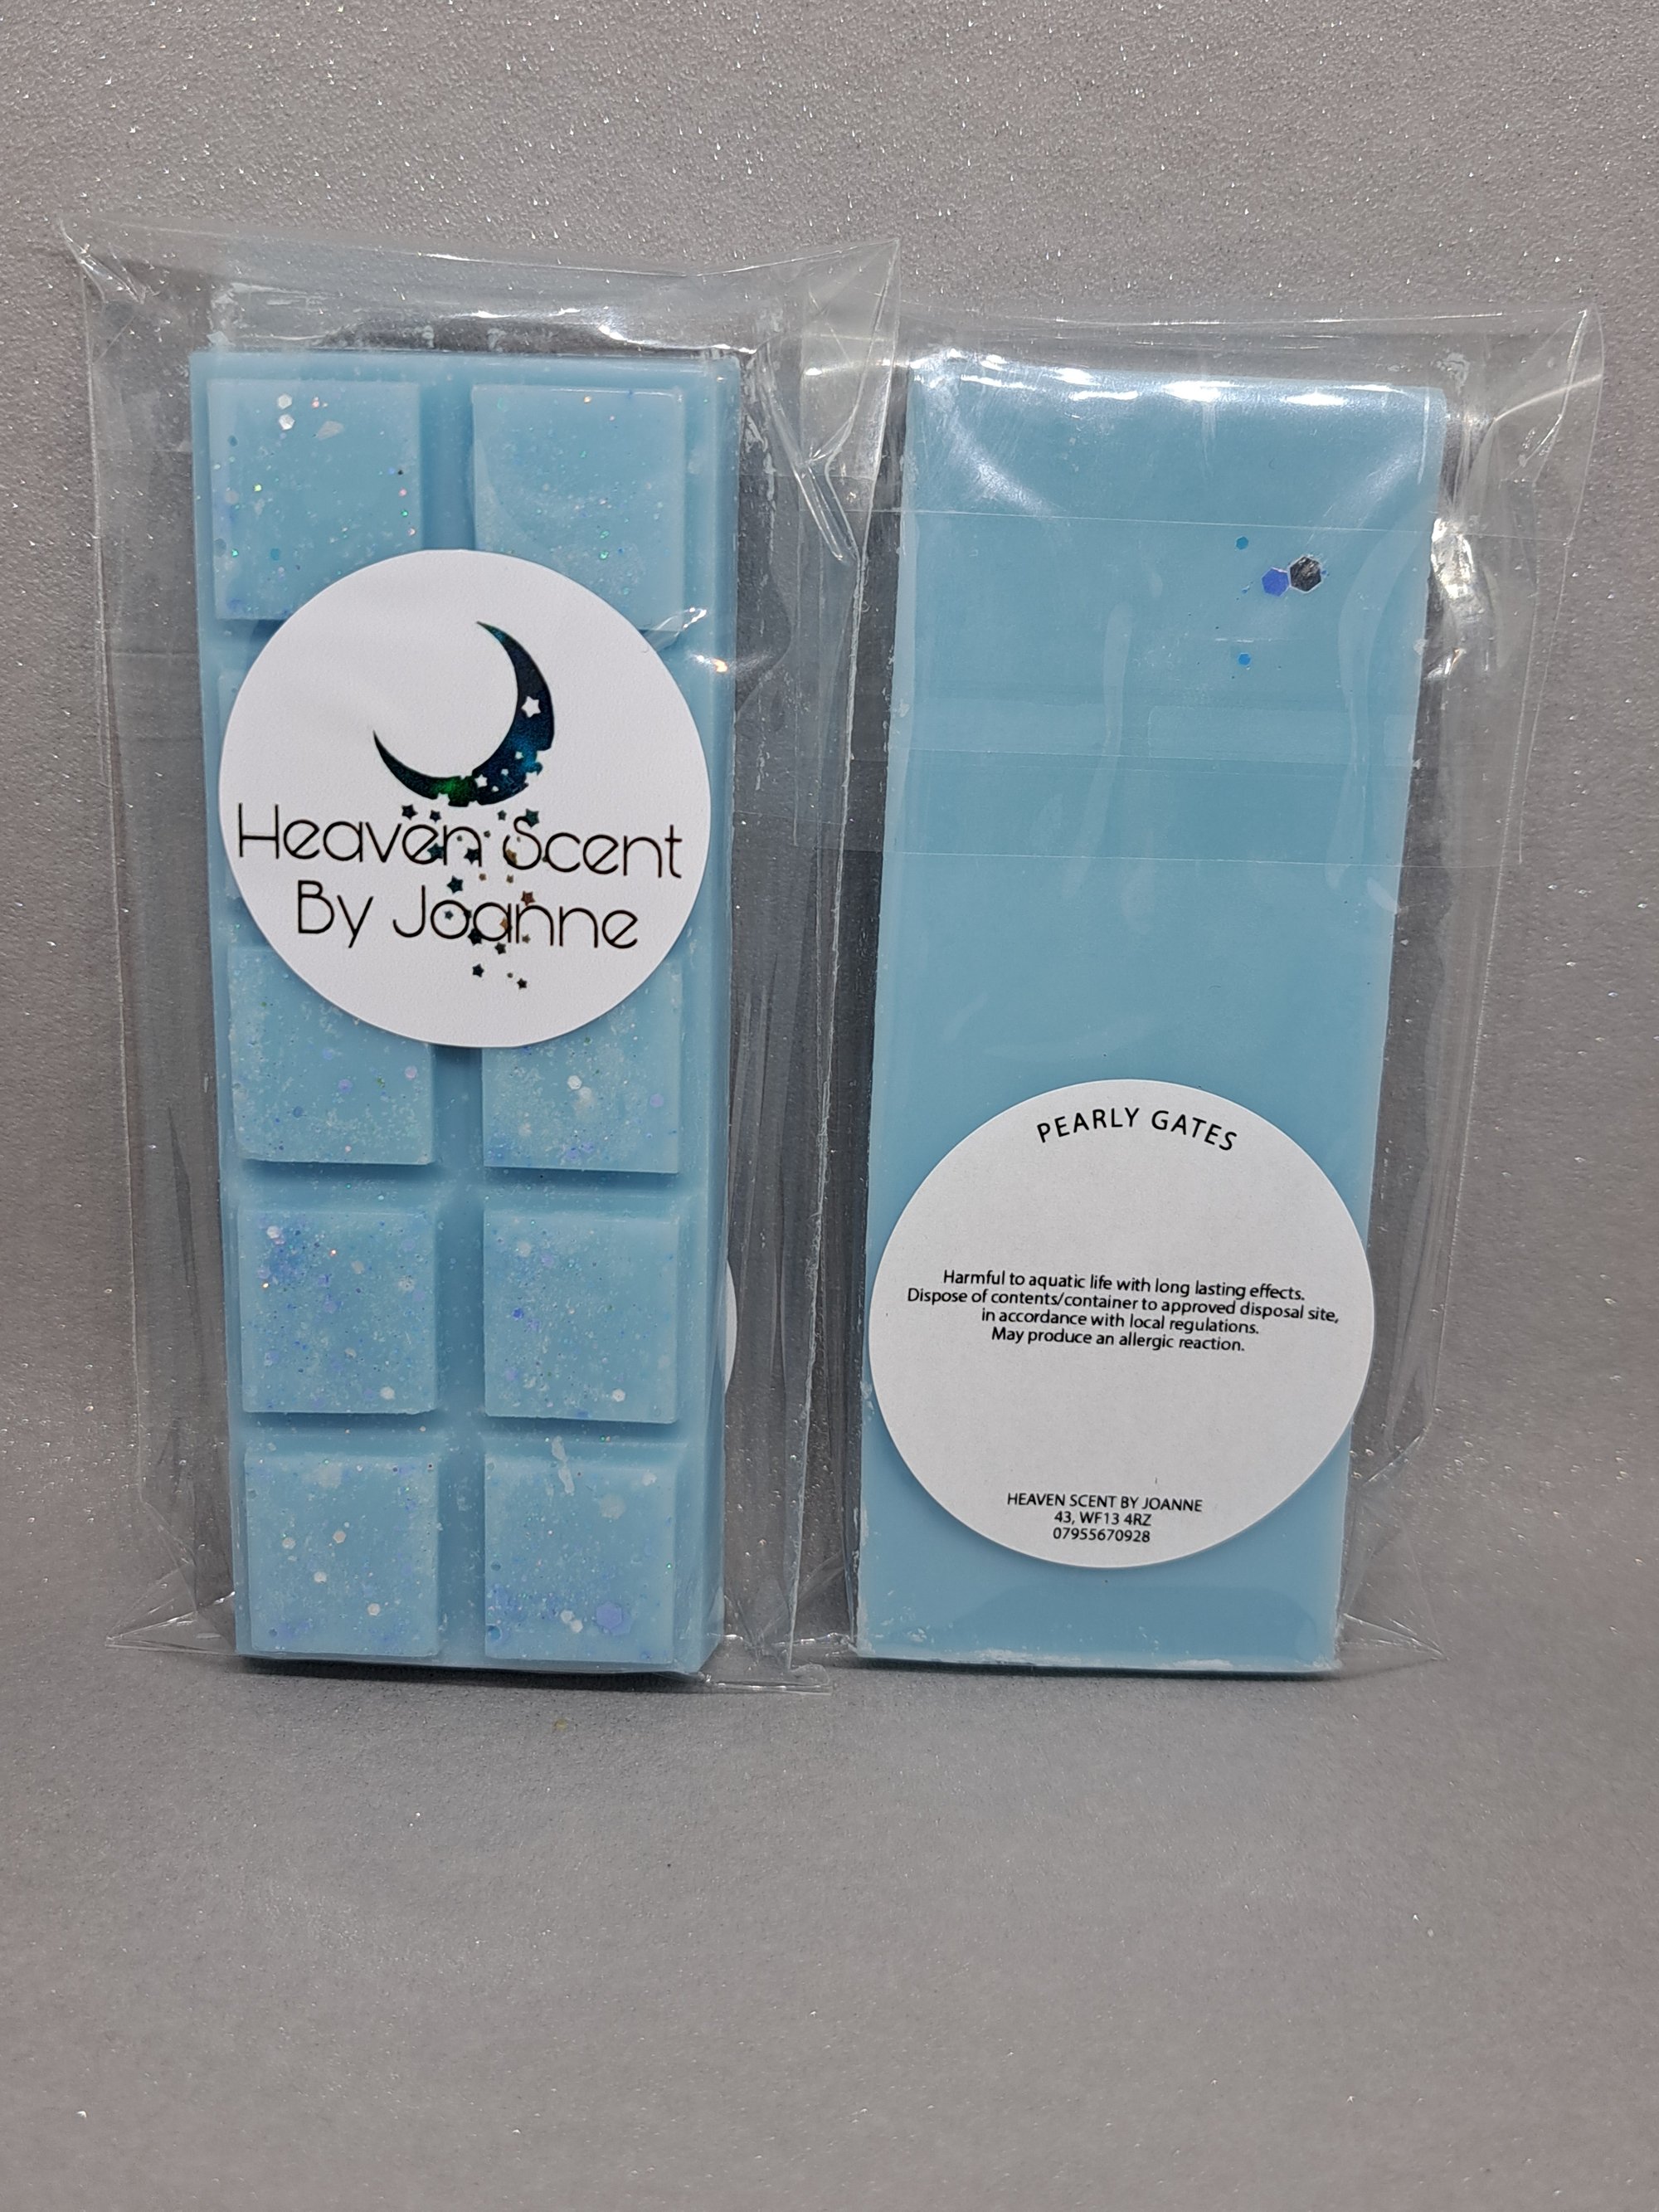 Heaven Scent
By Joanne
PEARLY GATES
Harmful to aquatic life with long lasting effects.
Dispose of contents/container to approved disposal site,
in accordance with local regulations.
May produce an allergic reaction.
HEAVEN SCENT BY JOANNE
43, WF13 4RZ
07955670928